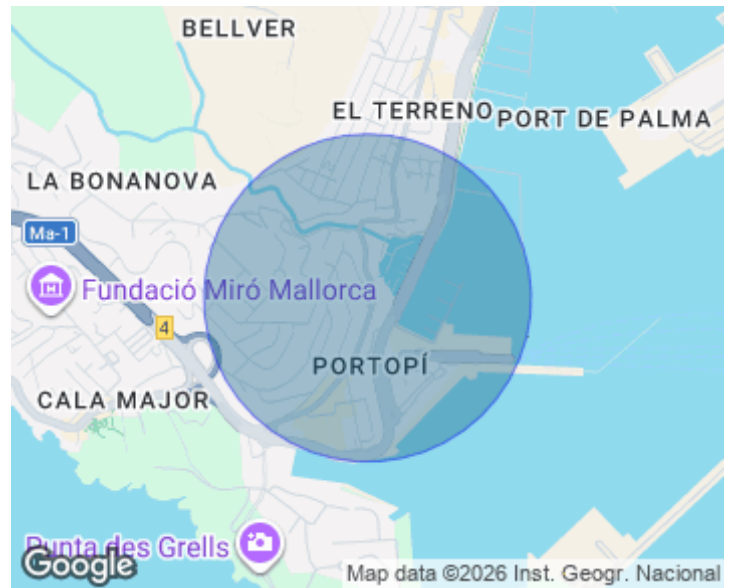 BELLVER
EL TERRENO
PORT DE PALMA
LA BONANOVA
Ma-1
Fundació Miró Mallorca
4
PORTOPÍ
CALA MAJOR
Punta des Grells
Google
Map data ©2026 Inst. Geogr. Nacional